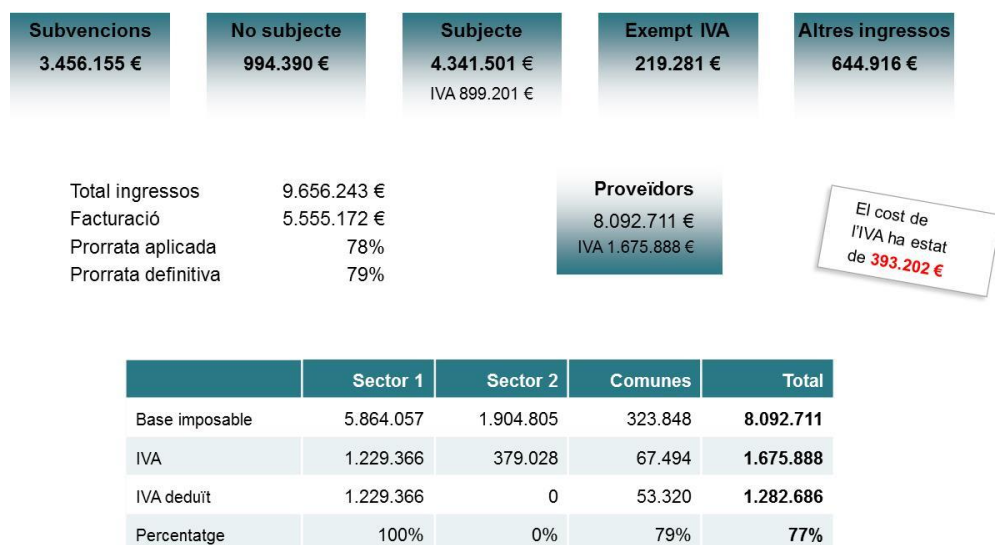 Subvencions
3.456.155 €
No subjecte
994.390 €
Subjecte
4.341.501 €
IVA 899.201 €
Exempt IVA
219.281 €
Altres ingressos
644.916 €
Total ingressos 9.656.243 €
Facturació 5.555.172 €
Prorrata aplicada 78%
Prorrata definitiva 79%
Proveïdors
8.092.711 €
IVA 1.675.888 €
El cost de
l'IVA ha estat
de 393.202 €
Sector 1 Sector 2 Comunes Total
Base imposable 5.864.057 1.904.805 323.848 8.092.711
IVA 1.229.366 379.028 67.494 1.675.888
IVA deduït 1.229.366 0 53.320 1.282.686
Percentatge 100% 0% 79% 77%